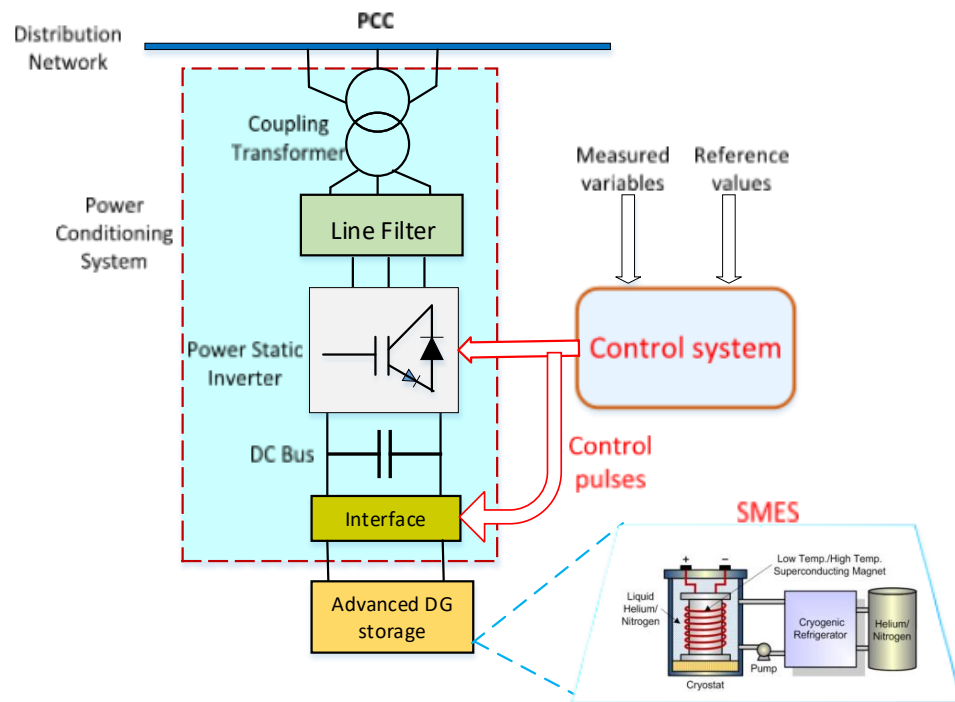 PCC
Distribution
Network
Coupling
Transformer
Measured
variables
Reference
values
Power
Conditioning
System
Line Filter
Control system
Power Static
Inverter
DC Bus
Control
pulses
Interface
SMES
Advanced DG
storage
+
–
Low Temp./High Temp.
Superconducting Magnet
Liquid
Helium/
Nitrogen
Cryogenic
Refrigerator
Helium/
Nitrogen
Pump
Cryostat